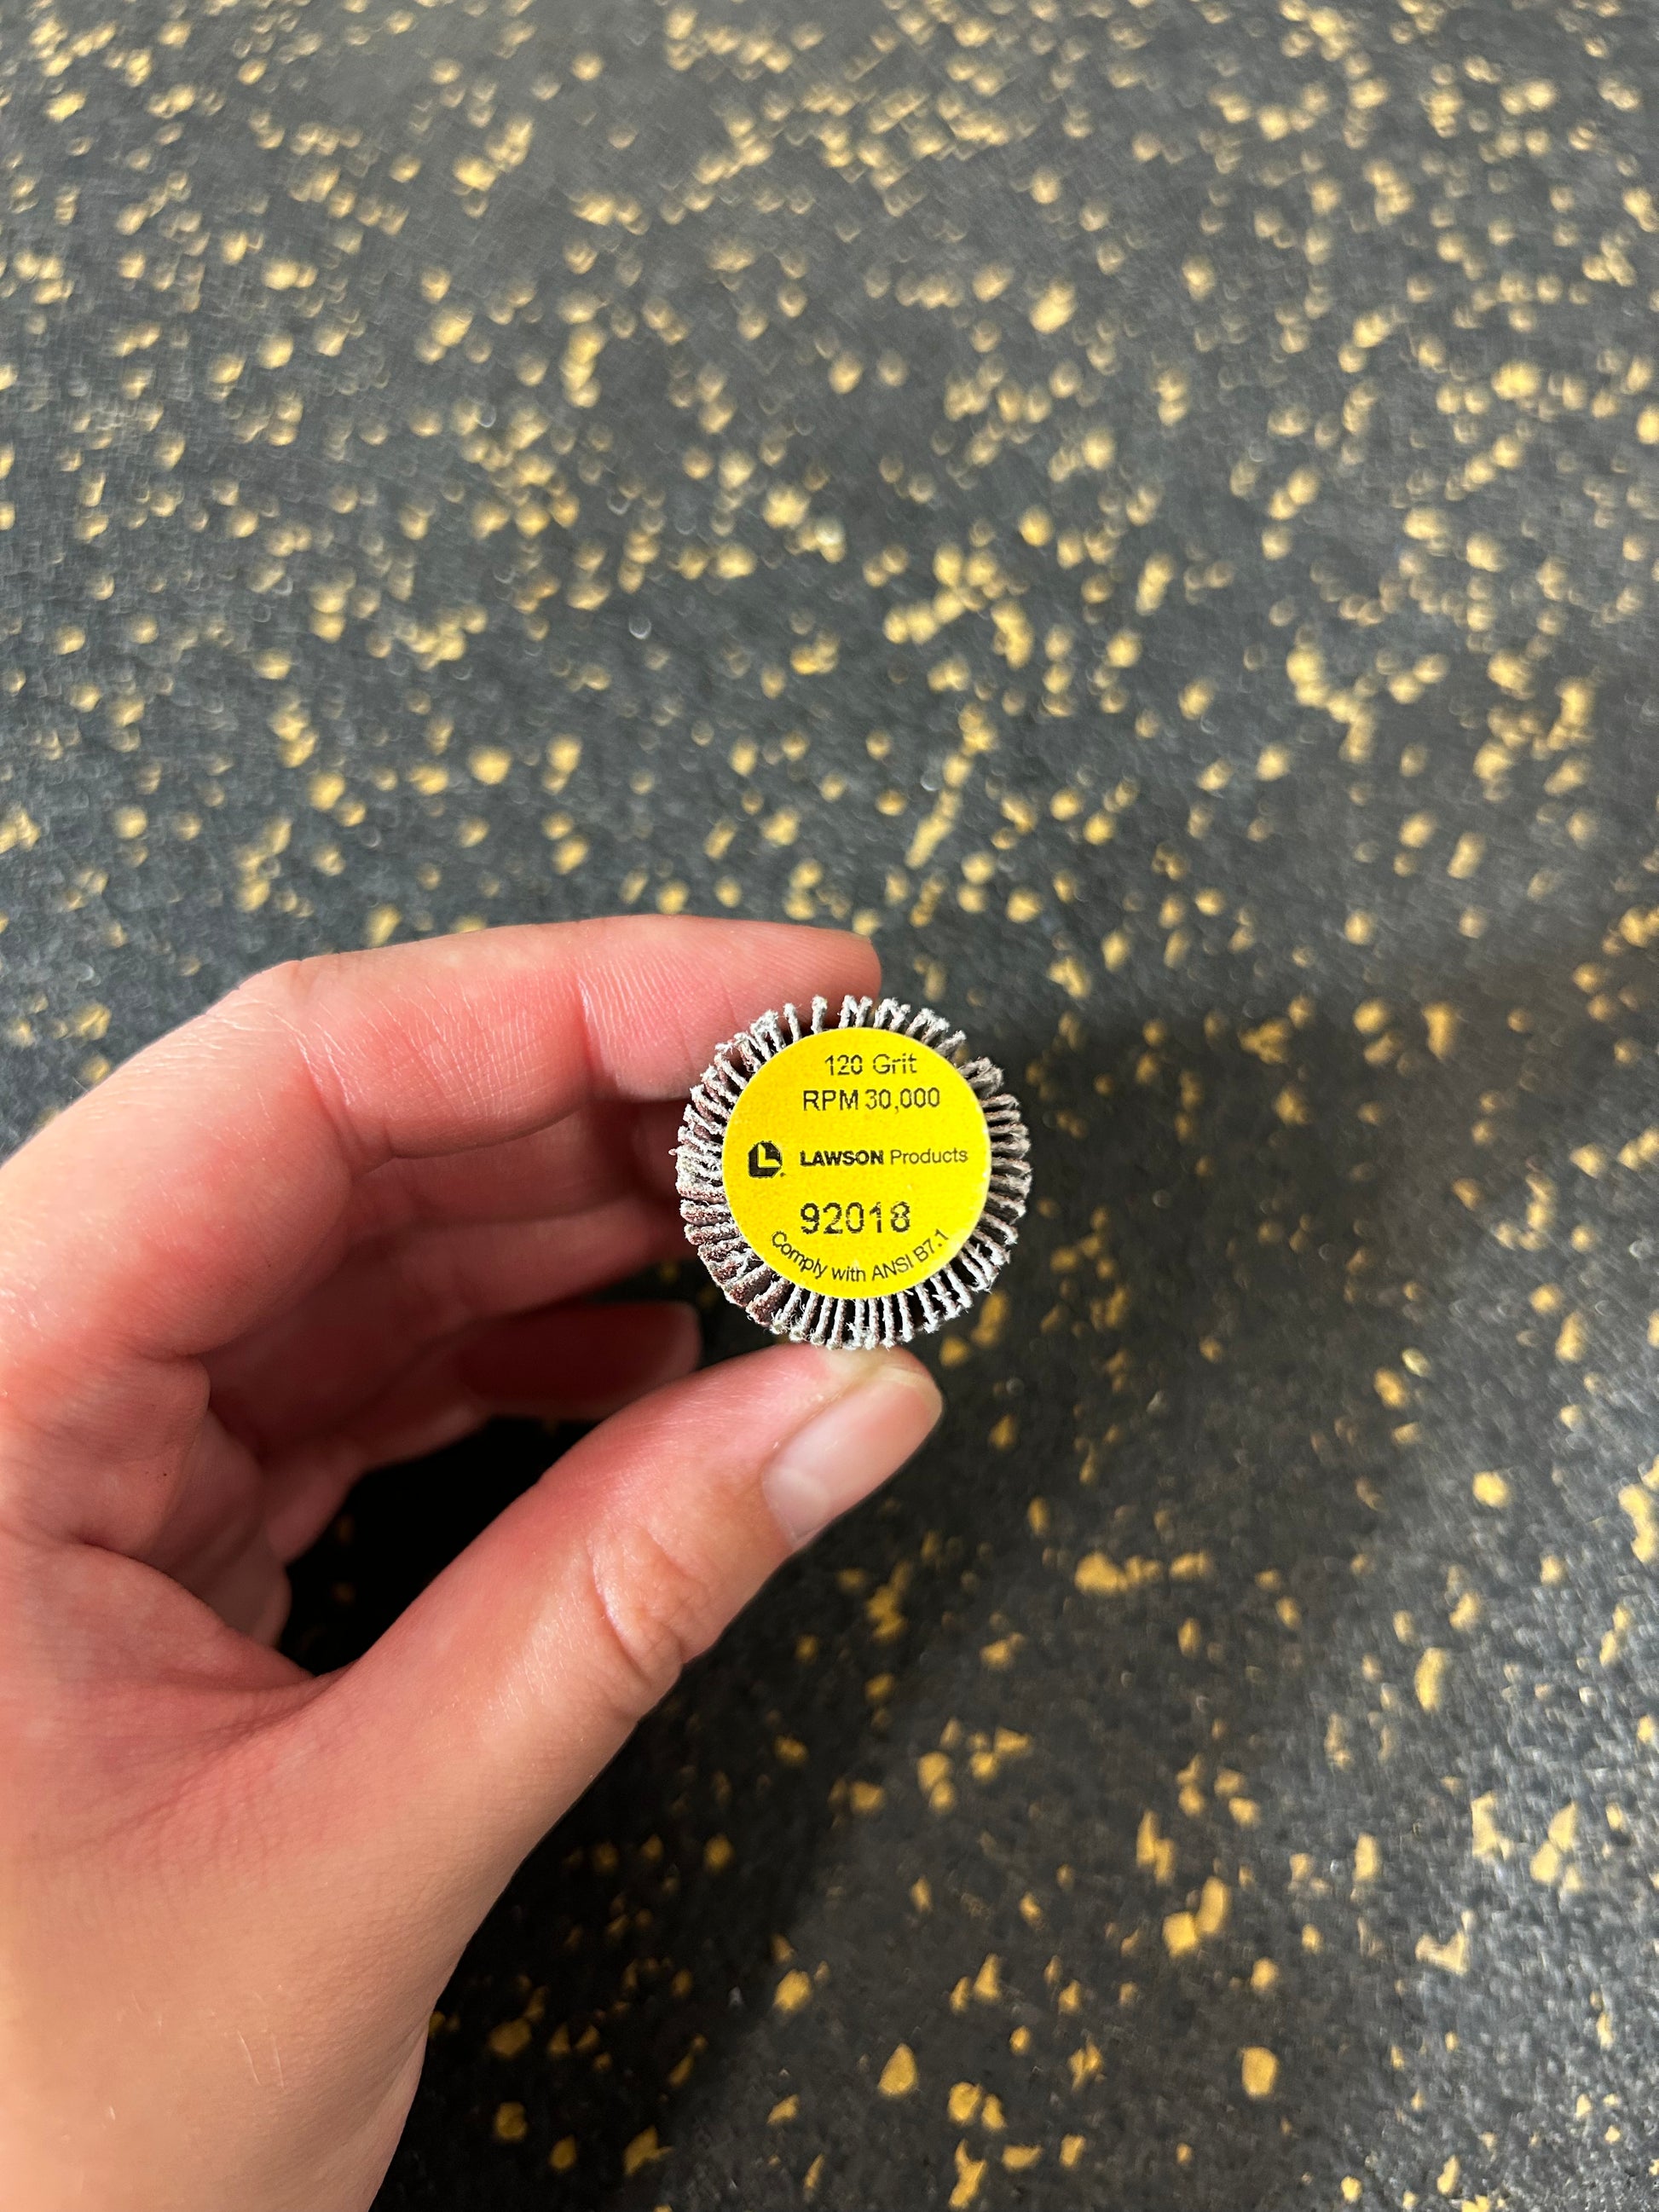 120 Grit
RPM 30,000
LAWSON Products
92018
Comply with ANSI B7.1